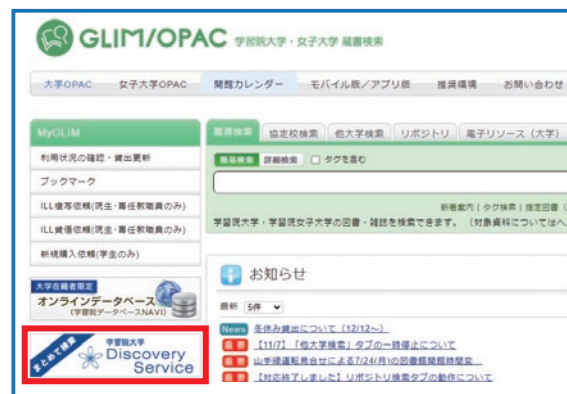 GLIM/OPAC 学習院大学・女子大学 蔵書検索
大学OPAC 女子大学OPAC 開館カレンダー モバイル版/アプリ版 推奨環境 お問い合わせ
MyGLIM
利用状況の確認・貸出更新
ブックマーク
ILL複写依頼(院生・専任教職員のみ)
ILL貸借依頼(院生・専任教職員のみ)
新規購入依頼(学生のみ)
大学在籍者限定
オンラインデータベース
(学習院データベースNAVI)
まとめて検索
学習院大学
Discovery
Service
蔵書検索 協定校検索 他大学検索 リポジトリ 電子リソース（大学）
簡易検索 詳細検索 タグを含む
新着案内 | タグ検索 | 指定図書（
学習院大学・学習院女子大学の図書・雑誌を検索できます。（対象資料についてはヘ
お知らせ
最新 5件
News 冬休み貸出について（12/12～）
重要 【11/7】「他大学検索」タブの一時停止について
重要 山手線運転見合せによる7/24(月)の図書館開館時間変...
重要 【対応終了しました】リポジトリ検索タブの動作について